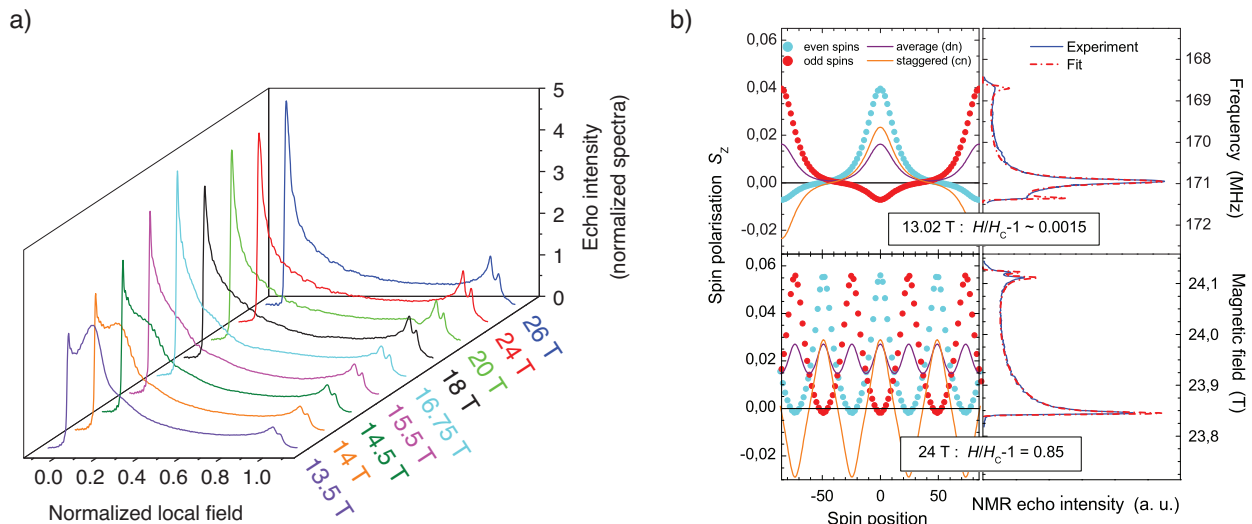 a)
5
4
3
2
1
0
Echo intensity
(normalized spectra)
26 T
24 T
20 T
18 T
16.75 T
15.5 T
14.5 T
14 T
13.5 T
0.0 0.2 0.4 0.6 0.8 1.0
Normalized local field
b)
0,06
0,04
0,02
0,00
-0,02
0,06
0,04
0,02
0,00
-0,02
Spin polarisation Sz
even spins
odd spins
average (dn)
staggered (cn)
Experiment
Fit
168
169
170
171
172
Frequency (MHz)
13.02 T : H/HC-1 ~ 0.0015
24,1
24,0
23,9
23,8
Magnetic field (T)
24 T : H/HC-1 = 0.85
-50 0 50
Spin position
NMR echo intensity (a. u.)